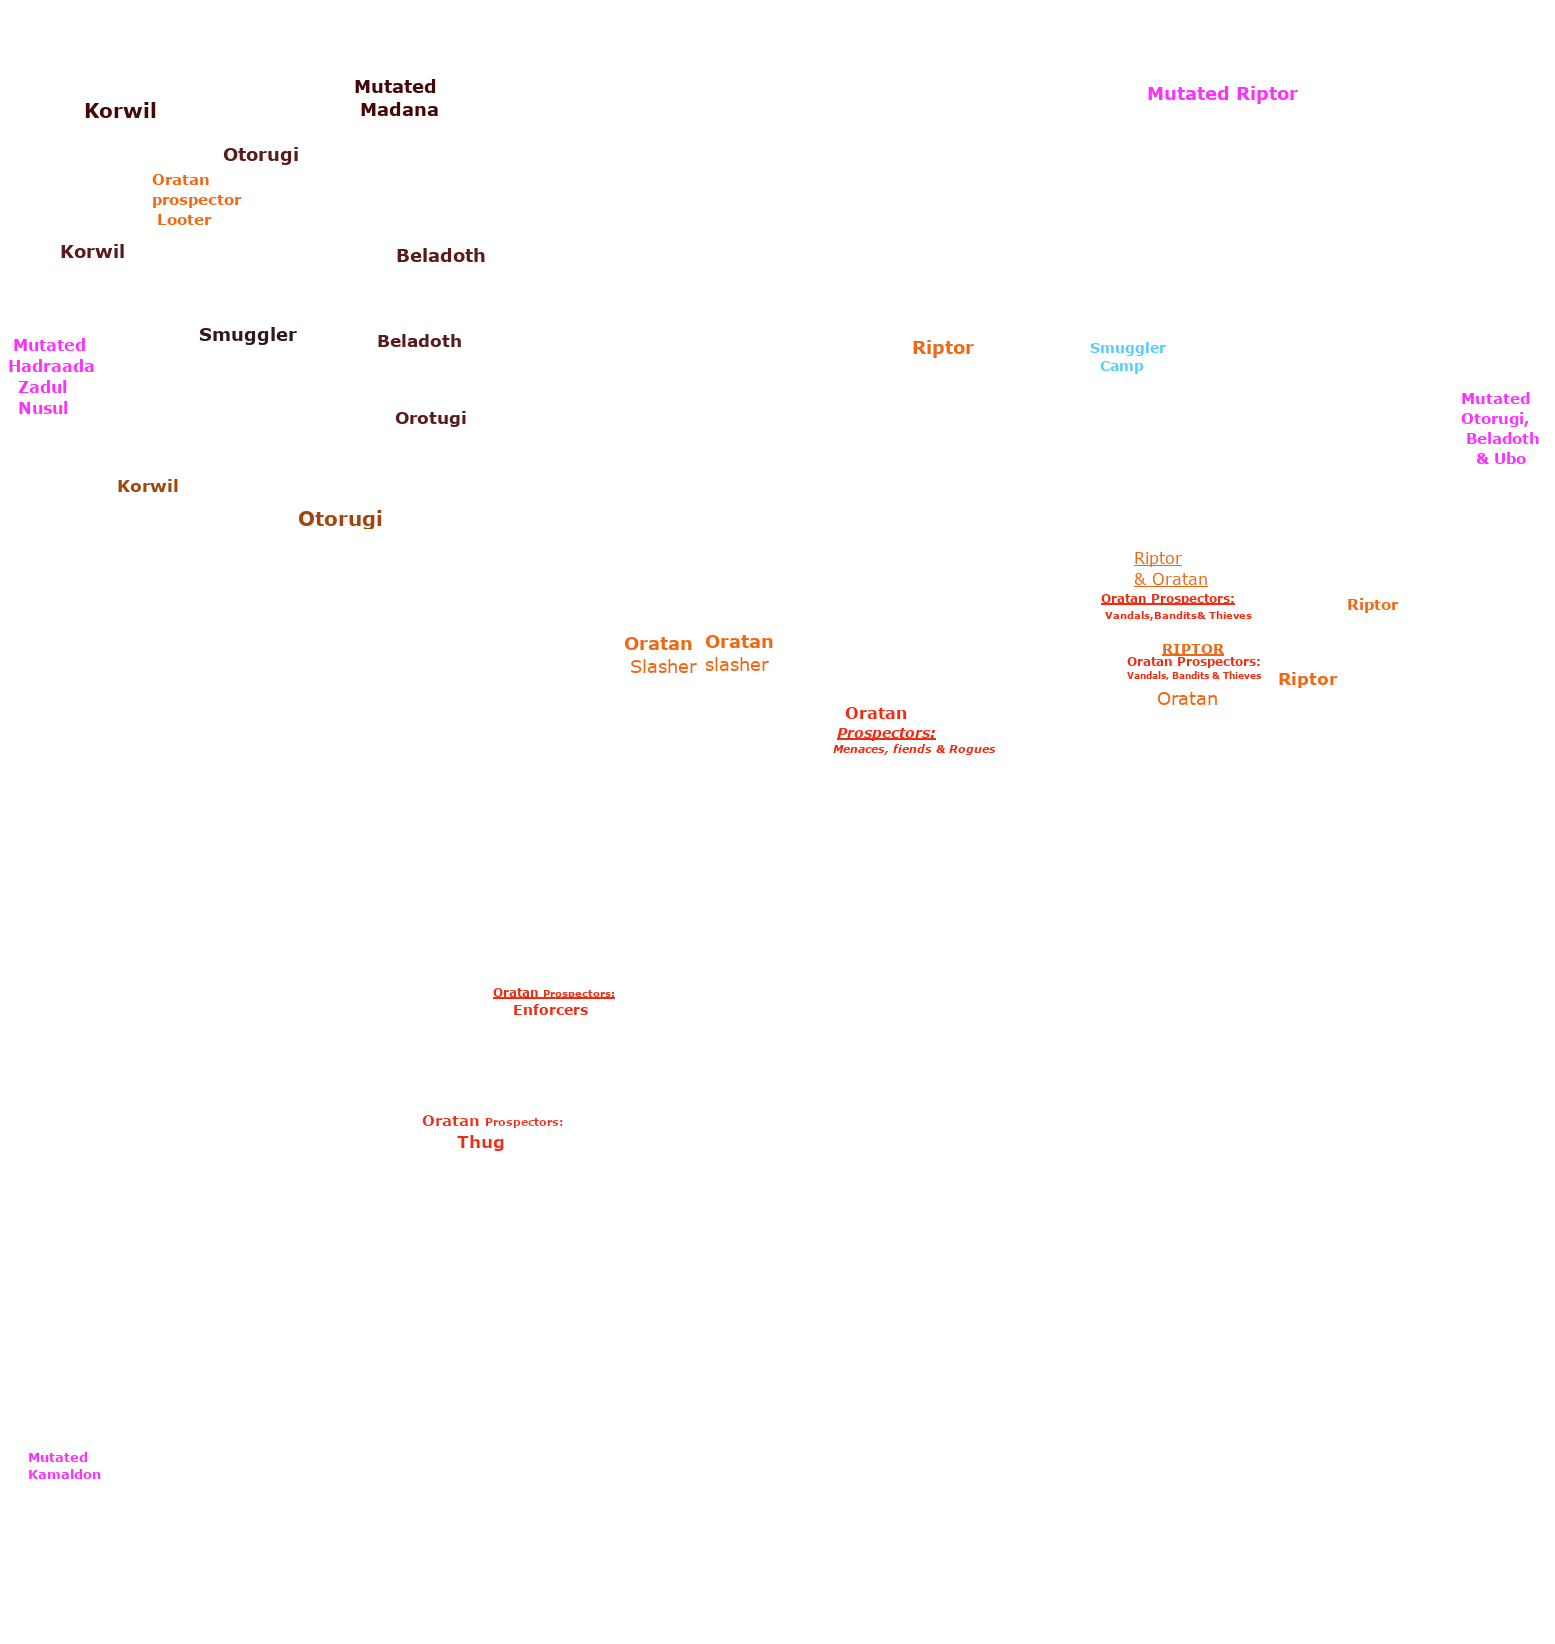 Mutated
Madana
Korwil
Mutated Riptor
Otorugi
Oratan
prospector
Looter
Korwil
Beladoth
Smuggler
Beladoth
Mutated
Hadraada
Zadul
Nusul
Riptor
Smuggler
Camp
Mutated
Otorugi,
Beladoth
& Ubo
Orotugi
Korwil
Otorugi
Riptor
& Oratan
Oratan Prospectors:
Vandals,Bandits& Thieves
Riptor
Oratan
Slasher
Oratan
slasher
RIPTOR
Oratan Prospectors:
Vandals, Bandits & Thieves
Oratan
Riptor
Oratan
Prospectors:
Menaces, fiends & Rogues
Oratan Prospectors:
Enforcers
Oratan Prospectors:
Thug
Mutated
Kamaldon